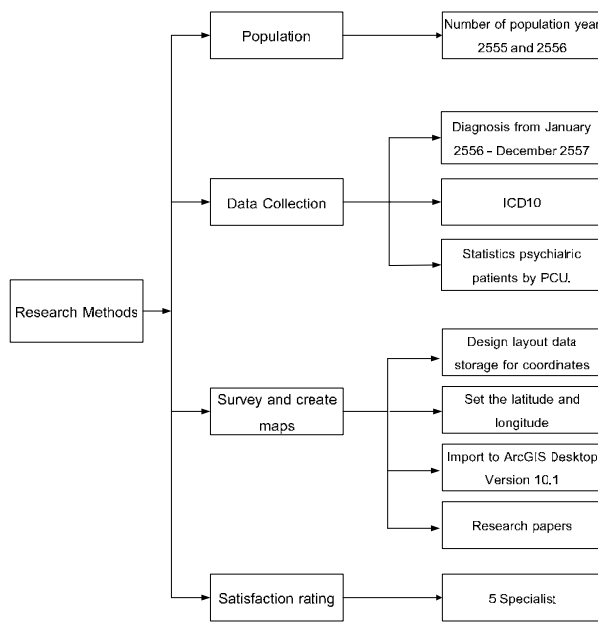 Research Methods
Population
Number of population year
2555 and 2556
Data Collection
Diagnosis from January
2556 – December 2557
ICD10
Statistics psychiatric
patients by PCU.
Survey and create
maps
Design layout data
storage for coordinates
Set the latitude and
longitude
Import to ArcGIS Desktop
Version 10.1
Research papers
Satisfaction rating
5 Specialist